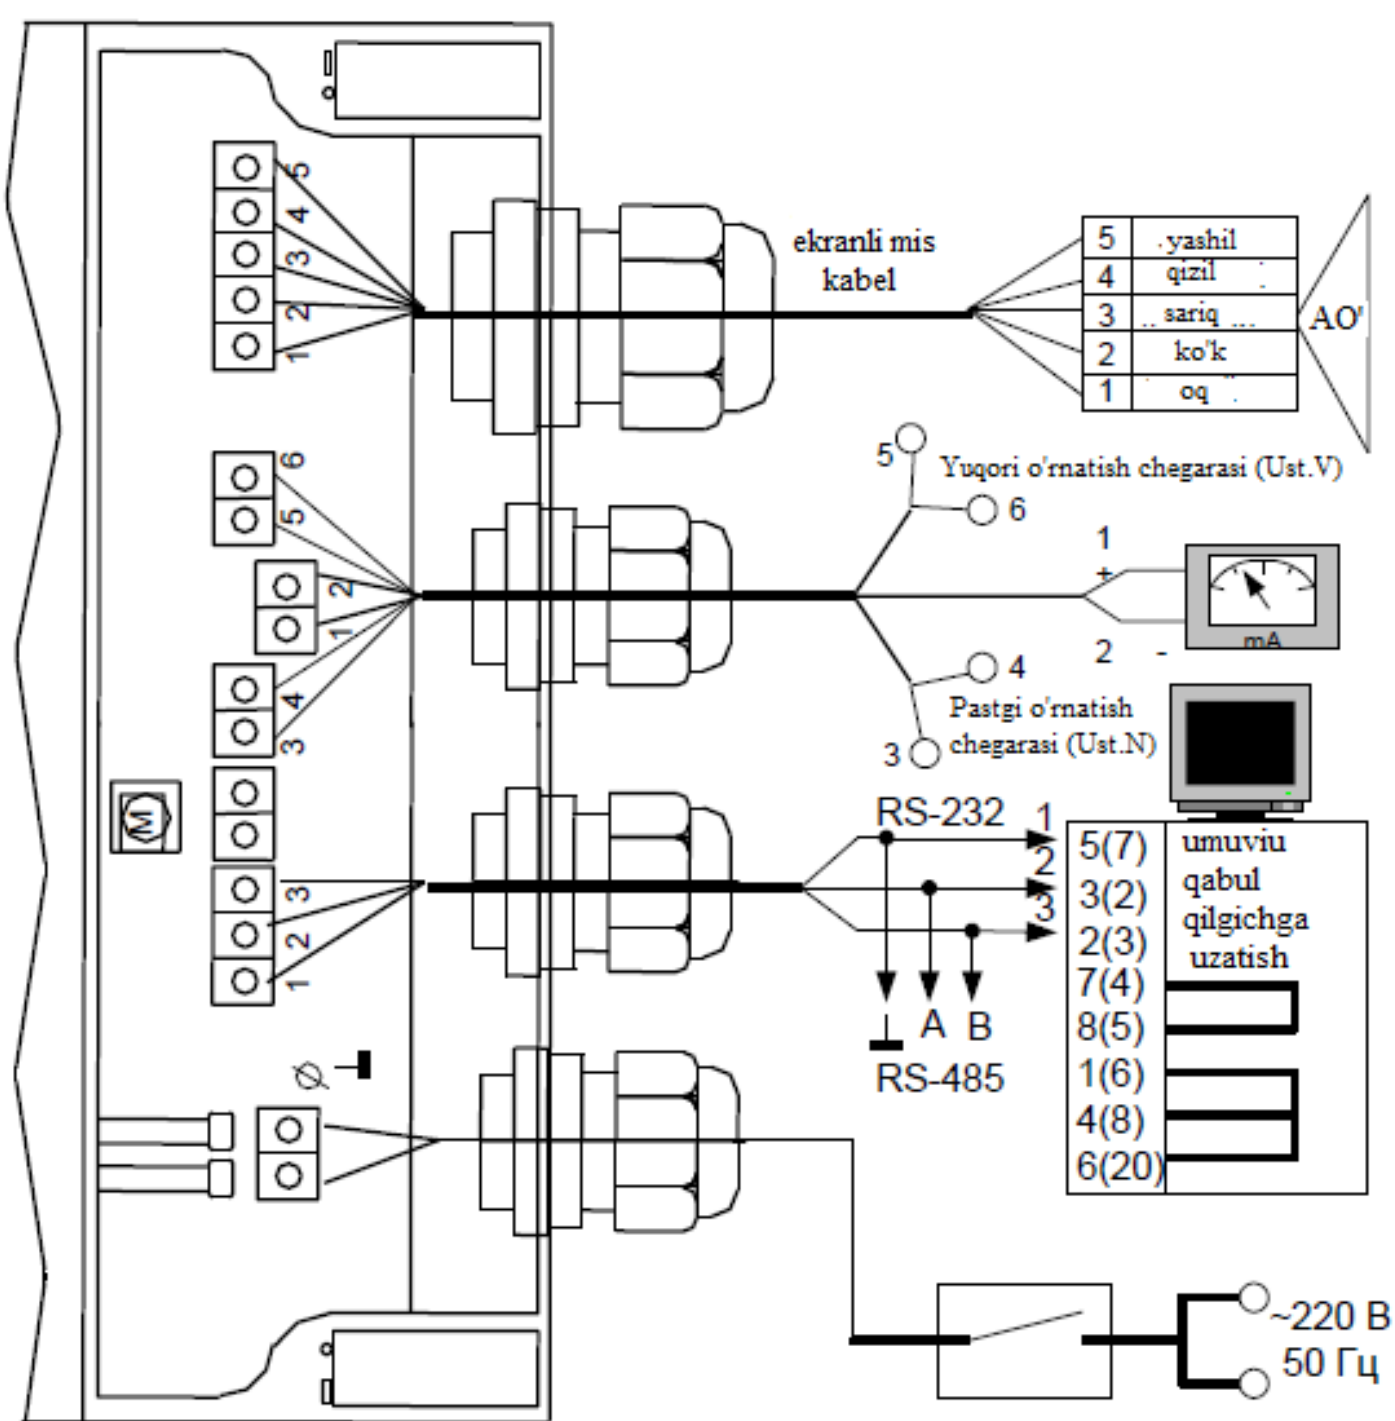 5
4
3
2
1
ekranli mis
kabel
5 yashil
4 qizil
3 sariq
2 ko'k
1 oq
AO'
6
5
2
1
4
3
5
Yuqori o'rnatish chegarasi (Ust.V)
6
1
+
mA
2 -
4
Pastgi o'rnatish
chegarasi (Ust.N)
3
M
3
2
1
RS-232
1
2
3
5(7)
3(2)
2(3)
7(4)
8(5)
1(6)
4(8)
6(20)
umuviu
qabul
qilgichga
uzatish
A B
RS-485
~220 В
50 Гц